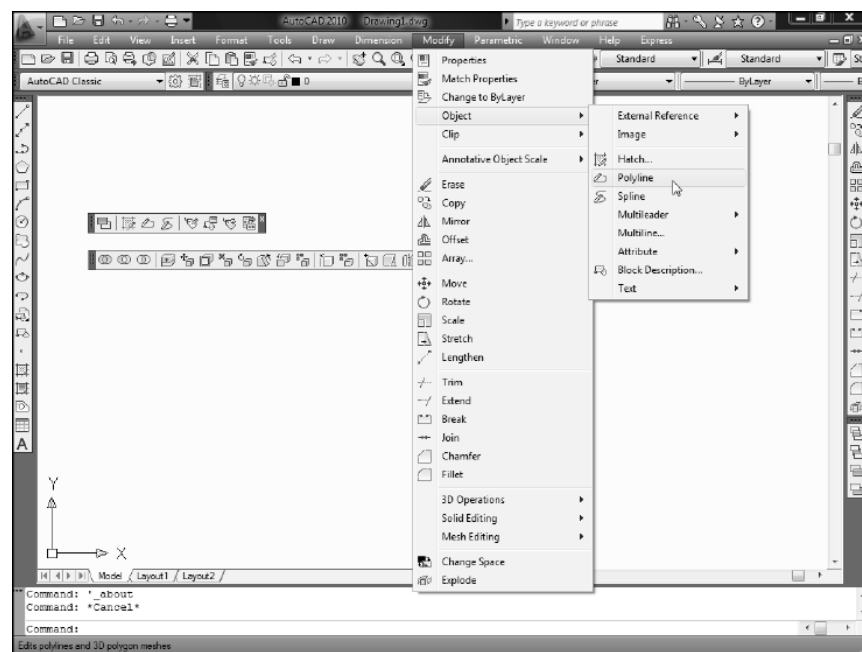 AutoCAD 2010 Drawing1.dwg Type a keyword or phrase
File Edit View Insert Format Tools Draw Dimension Modify Parametric Window Help Express
Standard Standard
AutoCAD Classic 0 ByLayer
Properties
Match Properties
Change to ByLayer
Object
Clip
Annotative Object Scale
Erase
Copy
Mirror
Offset
Array...
Move
Rotate
Scale
Stretch
Lengthen
Trim
Extend
Break
Join
Chamfer
Fillet
3D Operations
Solid Editing
Mesh Editing
Change Space
Explode
External Reference
Image
Hatch...
Polyline
Spline
Multileader
Multiline...
Attribute
Block Description...
Text
A
Y
X
Model Layout1 Layout2
Command: '_about
Command: *Cancel*
Command:
Edits polylines and 3D polygon meshes